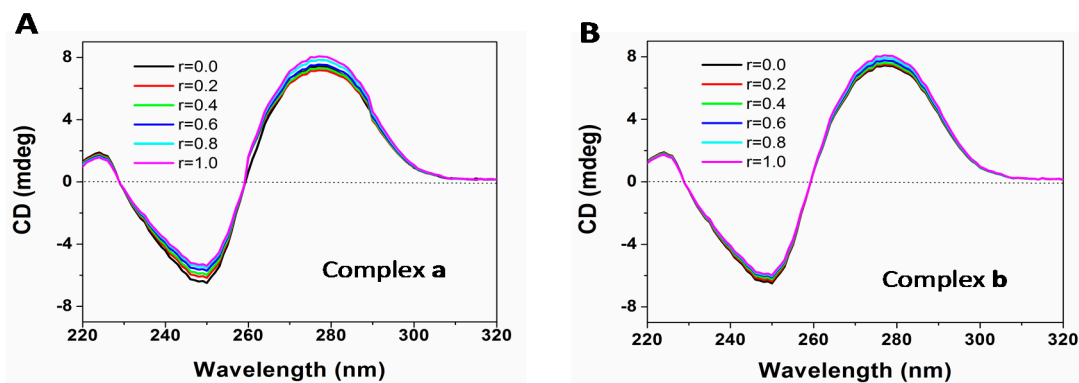 A
CD (mdeg)
8
4
0
-4
-8
r=0.0
r=0.2
r=0.4
r=0.6
r=0.8
r=1.0
Complex a
220 240 260 280 300 320
Wavelength (nm)
B
CD (mdeg)
8
4
0
-4
-8
r=0.0
r=0.2
r=0.4
r=0.6
r=0.8
r=1.0
Complex b
220 240 260 280 300 320
Wavelength (nm)